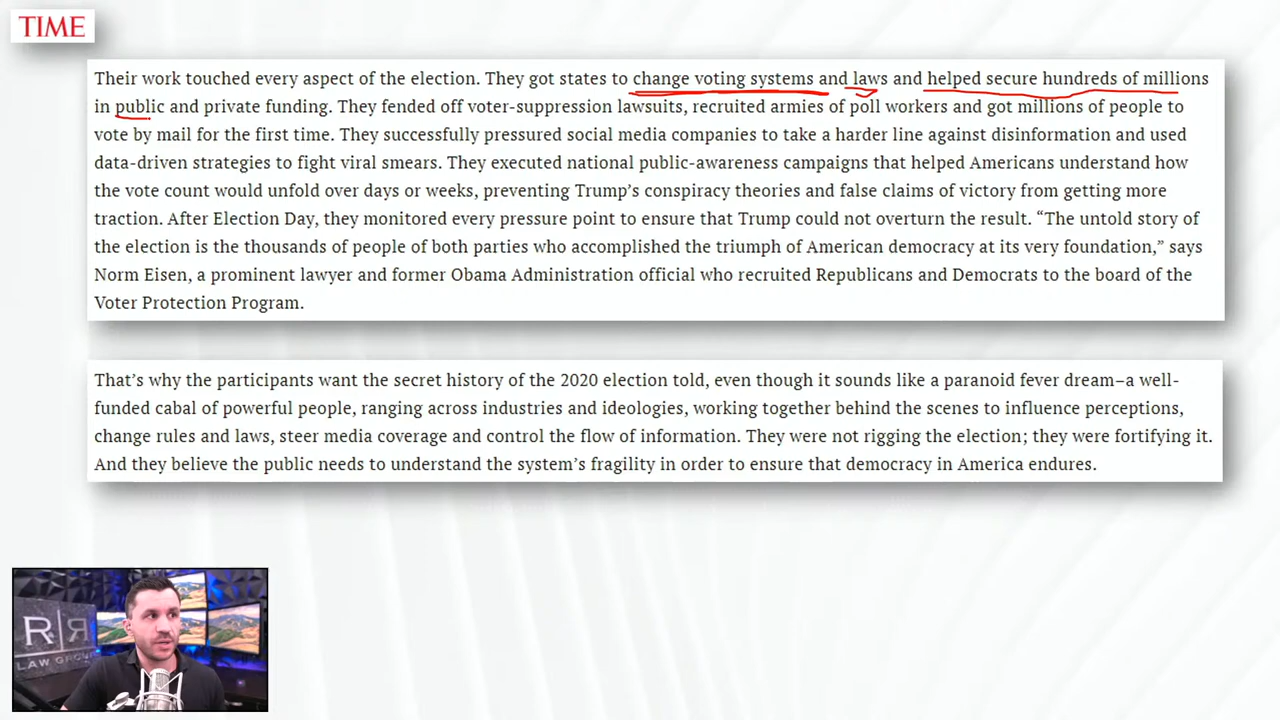 TIME
Their work touched every aspect of the election. They got states to change voting systems and laws and helped secure hundreds of millions
in public and private funding. They fended off voter-suppression lawsuits, recruited armies of poll workers and got millions of people to
vote by mail for the first time. They successfully pressured social media companies to take a harder line against disinformation and used
data-driven strategies to fight viral smears. They executed national public-awareness campaigns that helped Americans understand how
the vote count would unfold over days or weeks, preventing Trump’s conspiracy theories and false claims of victory from getting more
traction. After Election Day, they monitored every pressure point to ensure that Trump could not overturn the result. “The untold story of
the election is the thousands of people of both parties who accomplished the triumph of American democracy at its very foundation,” says
Norm Eisen, a prominent lawyer and former Obama Administration official who recruited Republicans and Democrats to the board of the
Voter Protection Program.
That’s why the participants want the secret history of the 2020 election told, even though it sounds like a paranoid fever dream–a well-
funded cabal of powerful people, ranging across industries and ideologies, working together behind the scenes to influence perceptions,
change rules and laws, steer media coverage and control the flow of information. They were not rigging the election; they were fortifying it.
And they believe the public needs to understand the system’s fragility in order to ensure that democracy in America endures.
R|R
LAW GROUP